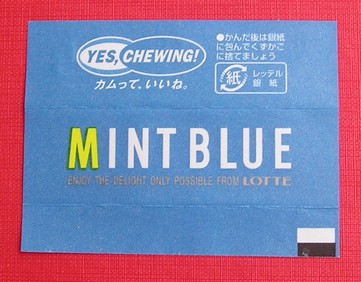 YES, CHEWING!
カムって、いいね。
●かんだ後は銀紙
に包んでくずかご
に捨てましょう
紙
レッテル
銀紙
MINT BLUE
ENJOY THE DELIGHT ONLY POSSIBLE FROM LOTTE